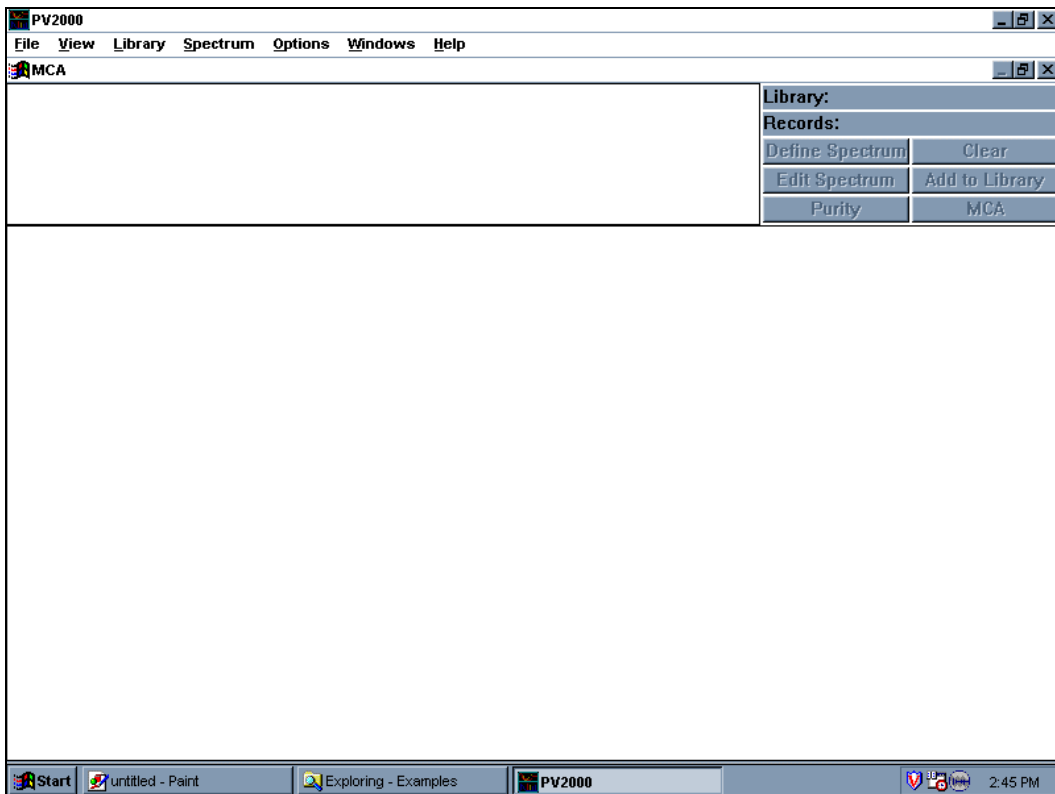 PV2000
File View Library Spectrum Options Windows Help
MCA
Library:
Records:
Define Spectrum Clear
Edit Spectrum Add to Library
Purity MCA
Start untitled - Paint Exploring - Examples PV2000 2:45 PM